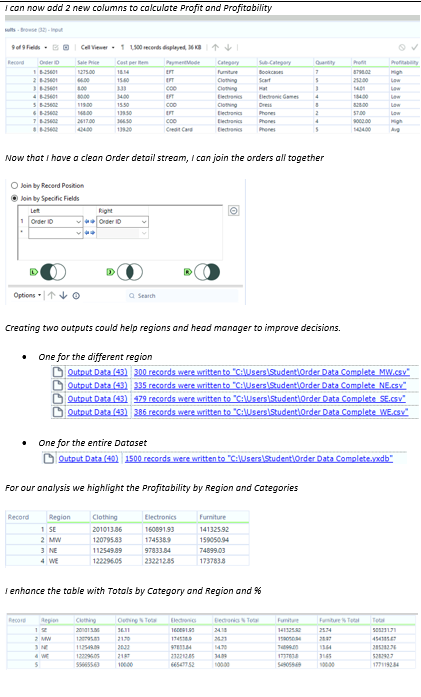 I can now add 2 new columns to calculate Profit and Profitability
ults - Browse (32) - Input
9 of 9 Fields Cell Viewer 1,500 records displayed, 36 KB
Record Order ID Sale Price Cost per Item PaymentMode Category Sub-Category Quantity Profit Profitability
1 B-25601 1275.00 18.14 EFT Furniture Bookcases 7 8798.02 High
2 B-25601 66.00 15.60 EFT Clothing Scarf 5 252.00 Low
3 B-25601 8.00 3.33 COD Clothing Hat 3 14.01 Low
4 B-25601 80.00 34.00 EFT Electronics Electronic Games 4 184.00 Low
5 B-25602 COD Clothing Dress 8 828.00 Low
6 B-25602 168.00 139.50 EFT Electronics Phones 2 57.00 Low
7 B-25602 2617.00 366.50 COD Electronics Phones 4 9002.00 High
8 B-25602 424.00 139.20 Credit Card Electronics Phones 5 1424.00 Avg
Now that I have a clean Order detail stream, I can join the orders all together
Join by Record Position
Join by Specific Fields
Left Right
1 Order ID Order ID
L J R
Options Search
Creating two outputs could help regions and head manager to improve decisions.
• One for the different region
Output Data (43) 300 records were written to "C:\Users\Student\Order Data Complete_MW.csv"
Output Data (43) 335 records were written to "C:\Users\Student\Order Data Complete_NE.csv"
Output Data (43) 479 records were written to "C:\Users\Student\Order Data Complete_SE.csv"
Output Data (43) 386 records were written to "C:\Users\Student\Order Data Complete_WE.csv"
• One for the entire Dataset
Output Data (40) 1500 records were written to "C:\Users\Student\Order Data Complete.yxdb"
For our analysis we highlight the Profitability by Region and Categories
Record Region Clothing Electronics Furniture
1 SE 201013.86 160891.93 141325.92
2 MW 120795.83 174538.9 159050.94
3 NE 112549.89 97833.84 74899.03
4 WE 122296.05 232212.85 173783.8
I enhance the table with Totals by Category and Region and %
Record Region Clothing Clothing % Total Electronics Electronics % Total Furniture Furniture % Total Total
1 SE 201013.86 36.11 160891.93 24.18 141325.92 25.74 503231.71
2 MW 120795.83 21.70 174538.9 26.23 159050.94 28.97 454385.67
3 NE 112549.89 20.22 97833.84 14.70 74899.03 13.64 285282.76
4 WE 122296.05 21.97 232212.85 34.89 173783.8 31.65 528292.7
5 556655.63 100.00 665477.52 100.00 549059.69 100.00 1771192.84